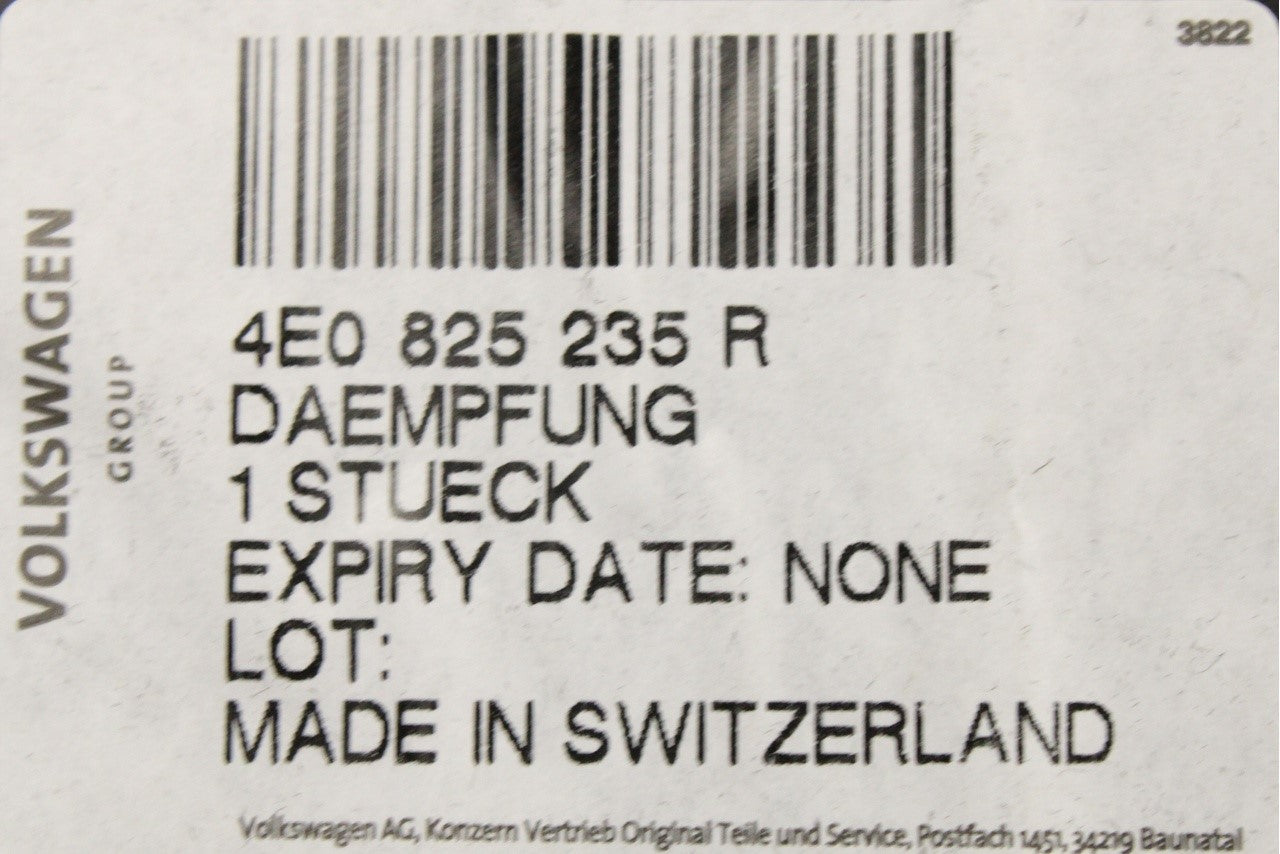 3822
VOLKSWAGEN
GROUP
4E0 825 235 R
DAEMPFUNG
1 STUECK
EXPIRY DATE: NONE
LOT:
MADE IN SWITZERLAND
Volkswagen AG, Konzern Vertrieb Original Teile und Service, Postfach 1451, 34219 Baunatal